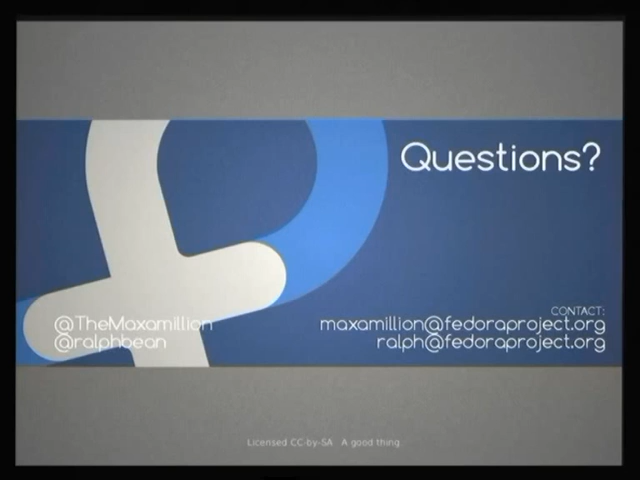 Questions?
CONTACT:
@TheMaxamillion
maxamillion@fedoraproject.org
@ralphbean
ralph@fedoraproject.org
Licensed CC-by-SA A good thing